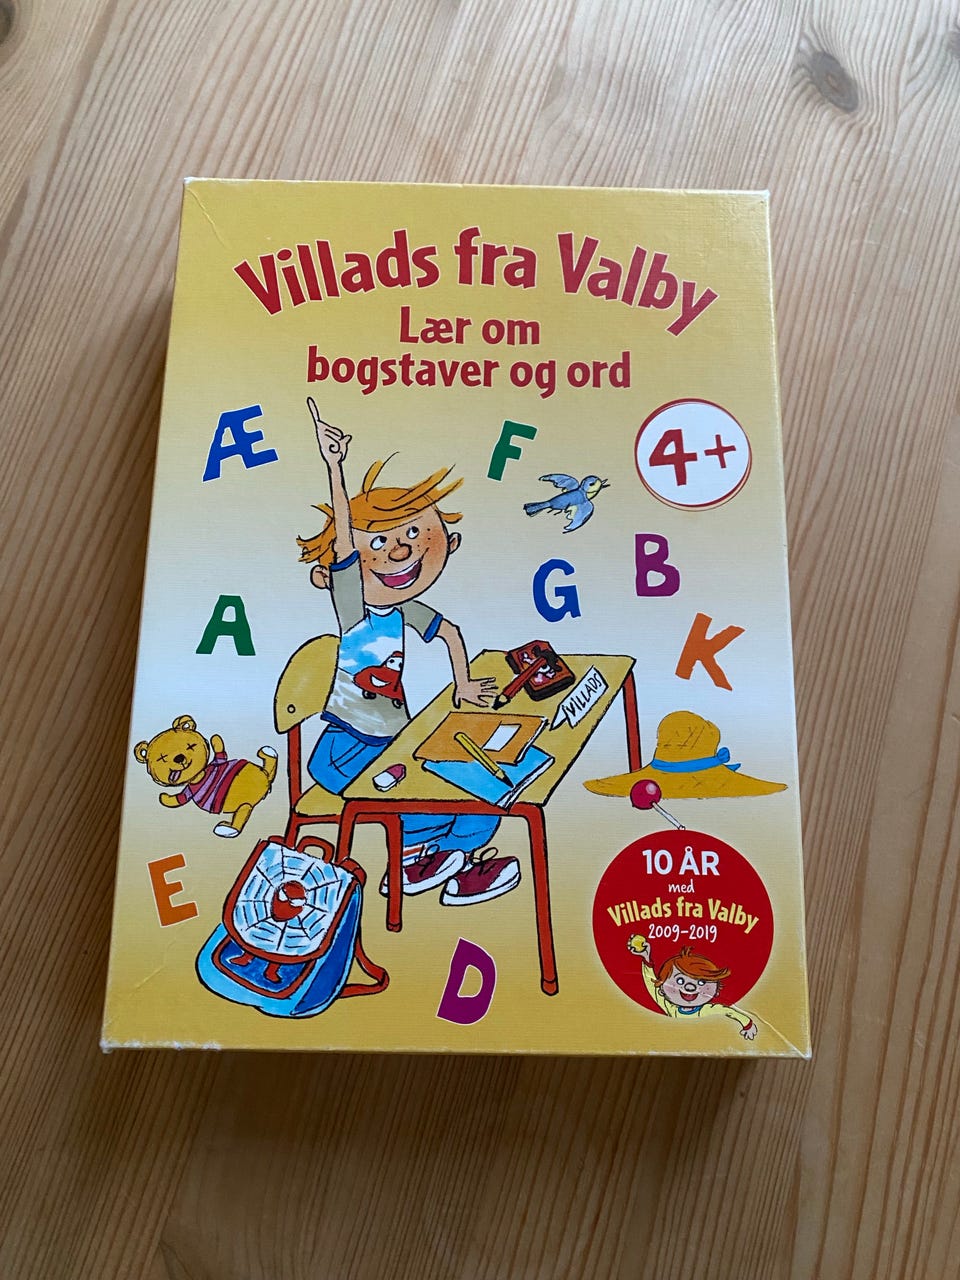 Villads fra Valby
Lær om
bogstaver og ord
Æ
F
4+
B
G
A
K
VILLADS
E
10 ÅR
med
Villads fra Valby
2009-2019
D